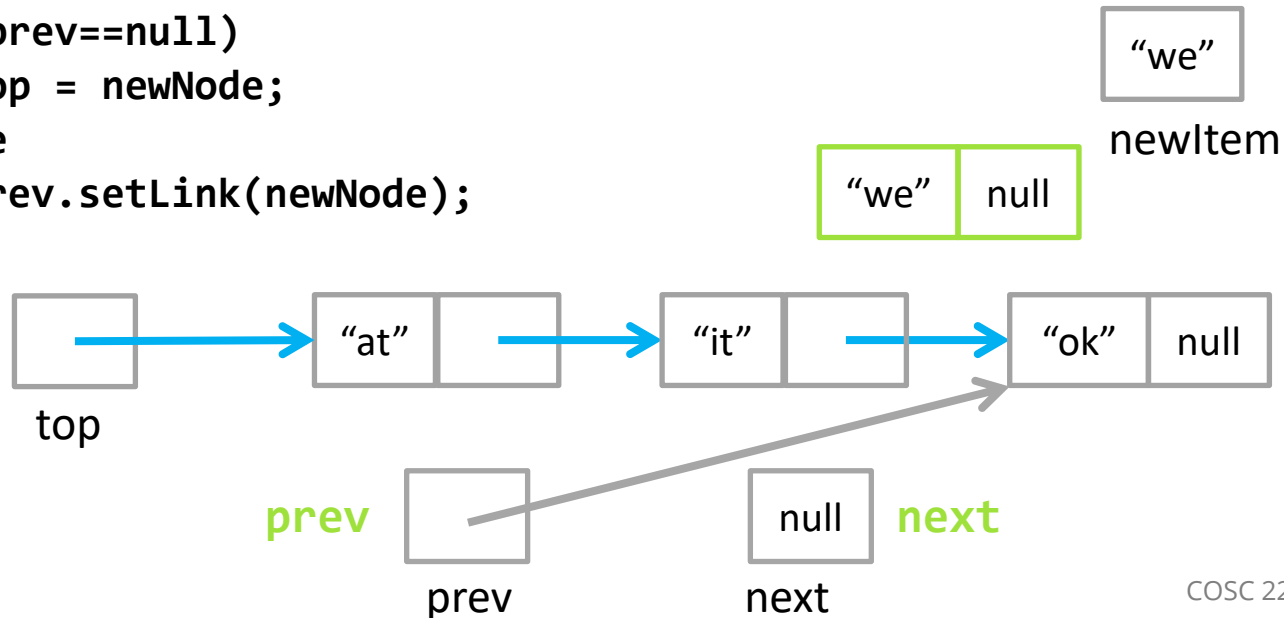 prev==null)
op = newNode;
e
rev.setLink(newNode);
“we”
newItem
“we” null
“at” “it” “ok” null
top
prev null next
prev next
COSC 22